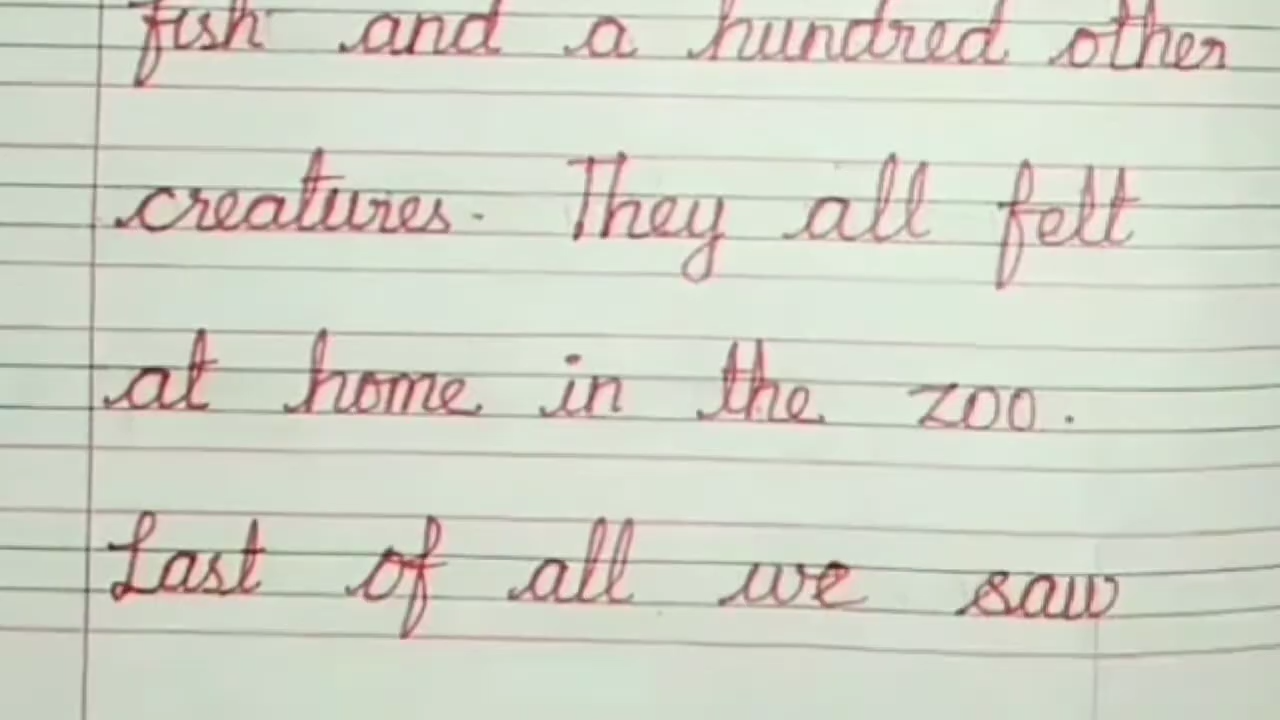 fish and a hundred other
creatures. They all felt
at home in the zoo.
Last of all we saw